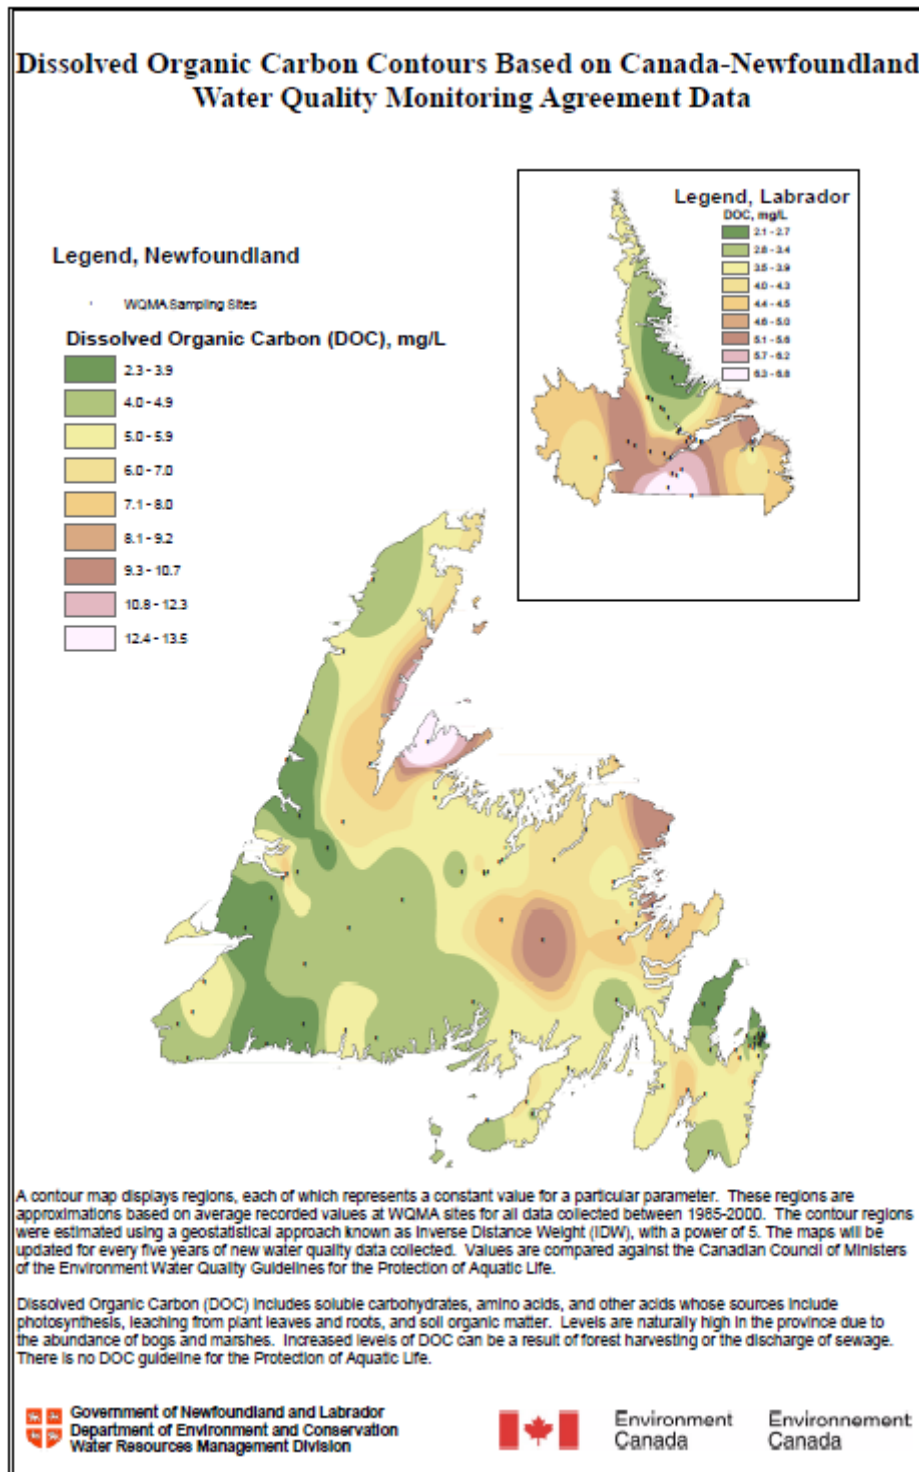 Dissolved Organic Carbon Contours Based on Canada-Newfoundland
Water Quality Monitoring Agreement Data
Legend, Labrador
DOC, mg/L
2.1 - 2.7
2.8 - 3.4
3.5 - 3.9
4.0 - 4.3
4.4 - 4.5
4.6 - 5.0
5.1 - 5.6
5.7 - 6.2
6.3 - 6.8
Legend, Newfoundland
WQMA Sampling Sites
Dissolved Organic Carbon (DOC), mg/L
2.3 - 3.9
4.0 - 4.9
5.0 - 5.9
6.0 - 7.0
7.1 - 8.0
8.1 - 9.2
9.3 - 10.7
10.8 - 12.3
12.4 - 13.5
A contour map displays regions, each of which represents a constant value for a particular parameter. These regions are
approximations based on average recorded values at WQMA sites for all data collected between 1985-2000. The contour regions
were estimated using a geostatistical approach known as Inverse Distance Weight (IDW), with a power of 5. The maps will be
updated for every five years of new water quality data collected. Values are compared against the Canadian Council of Ministers
of the Environment Water Quality Guidelines for the Protection of Aquatic Life.
Dissolved Organic Carbon (DOC) includes soluble carbohydrates, amino acids, and other acids whose sources include
photosynthesis, leaching from plant leaves and roots, and soil organic matter. Levels are naturally high in the province due to
the abundance of bogs and marshes. Increased levels of DOC can be a result of forest harvesting or the discharge of sewage.
There is no DOC guideline for the Protection of Aquatic Life.
Government of Newfoundland and Labrador
Department of Environment and Conservation
Water Resources Management Division
Environment
Canada
Environnement
Canada